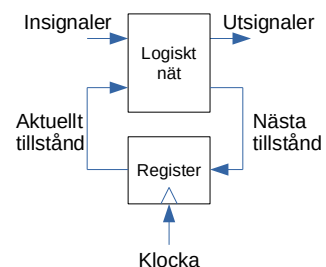 Insignaler
Utsignaler
Logiskt
nät
Aktuellt
tillstånd
Nästa
tillstånd
Register
Klocka